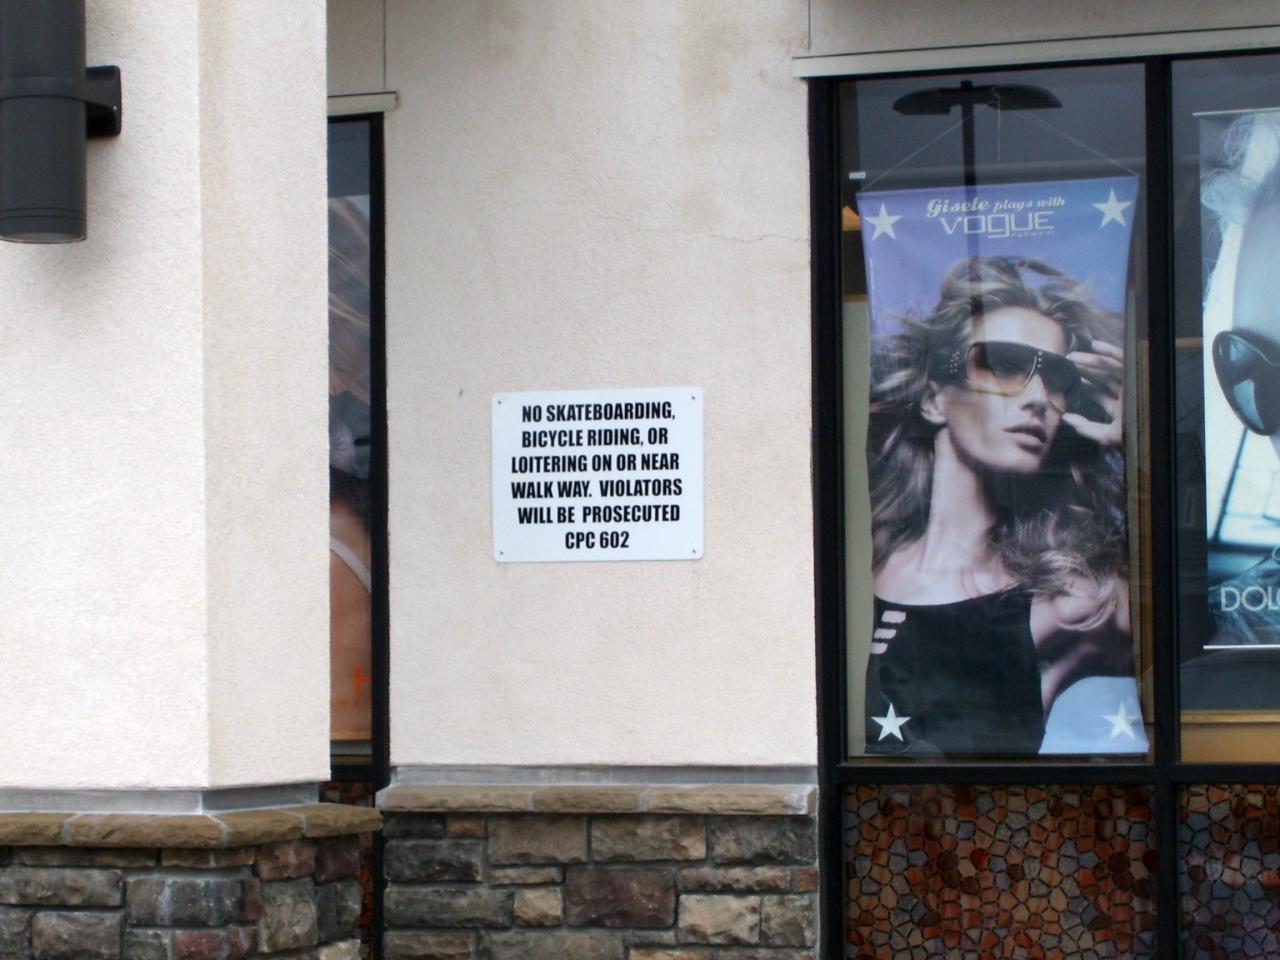 NO SKATEBOARDING,
BICYCLE RIDING, OR
LOITERING ON OR NEAR
WALK WAY. VIOLATORS
WILL BE PROSECUTED
CPC 602
Gisele plays with
VOGUE
eyewear
DOLC